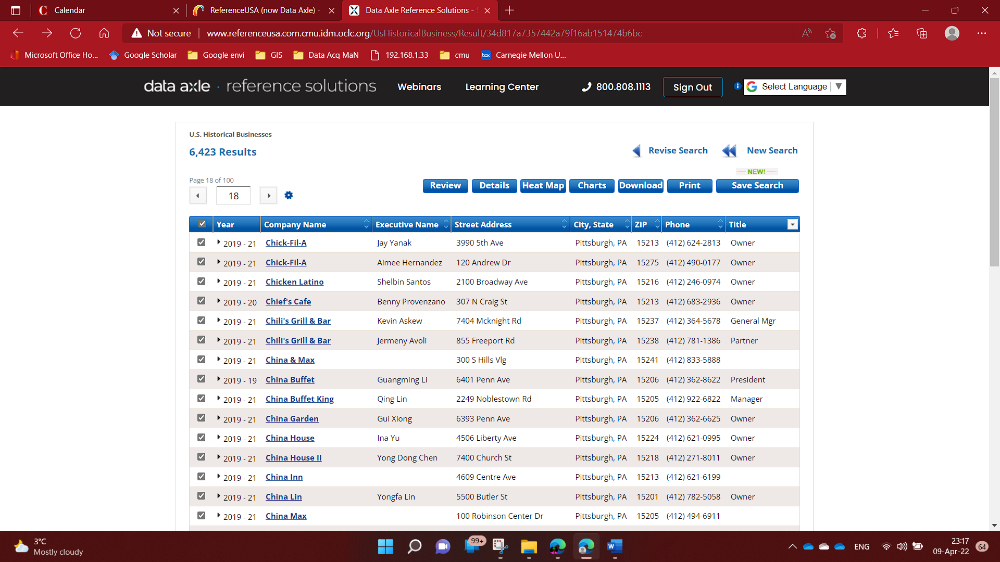 Calendar
ReferenceUSA (now Data Axle) -
Data Axle Reference Solutions -
Not secure
www.referenceusa.com.cmu.idm.oclc.org/UsHistoricalBusiness/Result/34d817a7357442a79f16ab151474b6bc
Microsoft Office Ho... Google Scholar Google envi GIS Data Acq MaN 192.168.1.33 cmu box Carnegie Mellon U...
data axle · reference solutions Webinars Learning Center 800.808.1113 Sign Out Select Language ▼
U.S. Historical Businesses
6,423 Results
Revise Search New Search
NEW!
Page 18 of 100
18
Review Details Heat Map Charts Download Print Save Search
Year Company Name Executive Name Street Address City, State ZIP Phone Title
2019 - 21 Chick-Fil-A Jay Yanak 3990 5th Ave Pittsburgh, PA 15213 (412) 624-2813 Owner
2019 - 21 Chick-Fil-A Aimee Hernandez 120 Andrew Dr Pittsburgh, PA 15275 (412) 490-0177 Owner
2019 - 21 Chicken Latino Shelbin Santos 2100 Broadway Ave Pittsburgh, PA 15216 (412) 246-0974 Owner
2019 - 20 Chief's Cafe Benny Provenzano 307 N Craig St Pittsburgh, PA 15213 (412) 683-2936 Owner
2019 - 21 Chili's Grill & Bar Kevin Askew 7404 Mcknight Rd Pittsburgh, PA 15237 (412) 364-5678 General Mgr
2019 - 21 Chili's Grill & Bar Jermeny Avoli 855 Freeport Rd Pittsburgh, PA 15238 (412) 781-1386 Partner
2019 - 21 China & Max 300 S Hills Vlg Pittsburgh, PA 15241 (412) 833-5888
2019 - 19 China Buffet Guangming Li 6401 Penn Ave Pittsburgh, PA 15206 (412) 362-8622 President
2019 - 21 China Buffet King Qing Lin 2249 Noblestown Rd Pittsburgh, PA 15205 (412) 922-6822 Manager
2019 - 21 China Garden Gui Xiong 6393 Penn Ave Pittsburgh, PA 15206 (412) 362-6625 Owner
2019 - 21 China House Ina Yu 4506 Liberty Ave Pittsburgh, PA 15224 (412) 621-0995 Owner
2019 - 21 China House II Yong Dong Chen 7400 Church St Pittsburgh, PA 15218 (412) 271-8011 Owner
2019 - 21 China Inn 4609 Centre Ave Pittsburgh, PA 15213 (412) 621-6199
2019 - 21 China Lin Yongfa Lin 5500 Butler St Pittsburgh, PA 15201 (412) 782-5058 Owner
2019 - 21 China Max 100 Robinson Center Dr Pittsburgh, PA 15205 (412) 494-6911
3°C
Mostly cloudy
99+
ENG
23:17
09-Apr-22
64